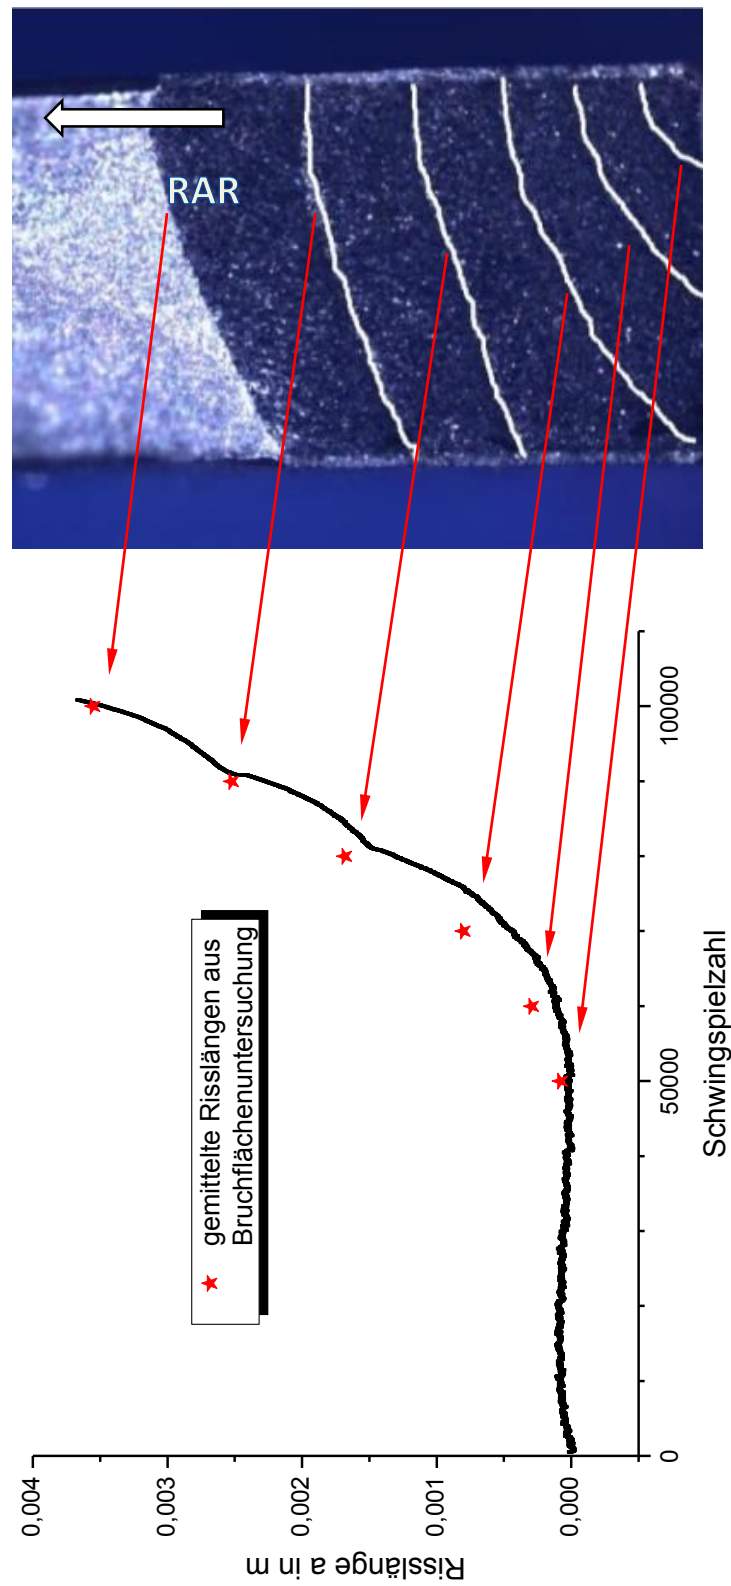 RAR
gemittelte Risslängen aus
Bruchflächenuntersuchung
Risslänge a in m
0,004
0,003
0,002
0,001
0,000
0
50000
100000
Schwingspielzahl